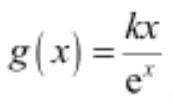 g(x) = kx / e^x